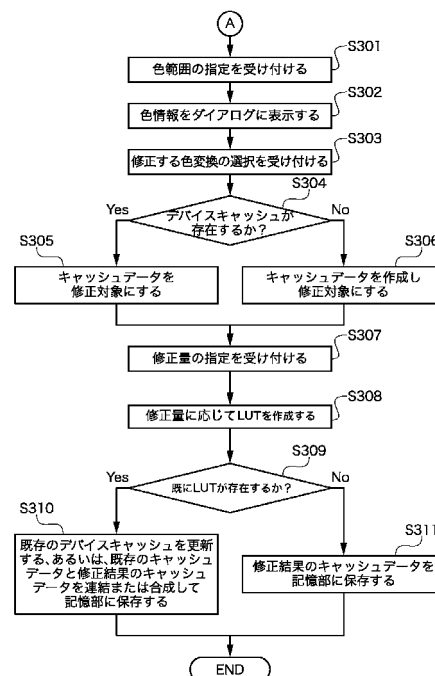 A
S301
色範囲の指定を受け付ける
S302
色情報をダイアログに表示する
S303
修正する色変換の選択を受け付ける
S304
デバイスキャッシュが
存在するか？
Yes
No
S305
キャッシュデータを
修正対象にする
S306
キャッシュデータを作成し
修正対象にする
S307
修正量の指定を受け付ける
S308
修正量に応じてLUTを作成する
S309
既にLUTが存在するか？
Yes
No
S310
既存のデバイスキャッシュを更新
する、あるいは、既存のキャッシュ
データと修正結果のキャッシュ
データを連結または合成して
記憶部に保存する
S311
修正結果のキャッシュデータを
記憶部に保存する
END